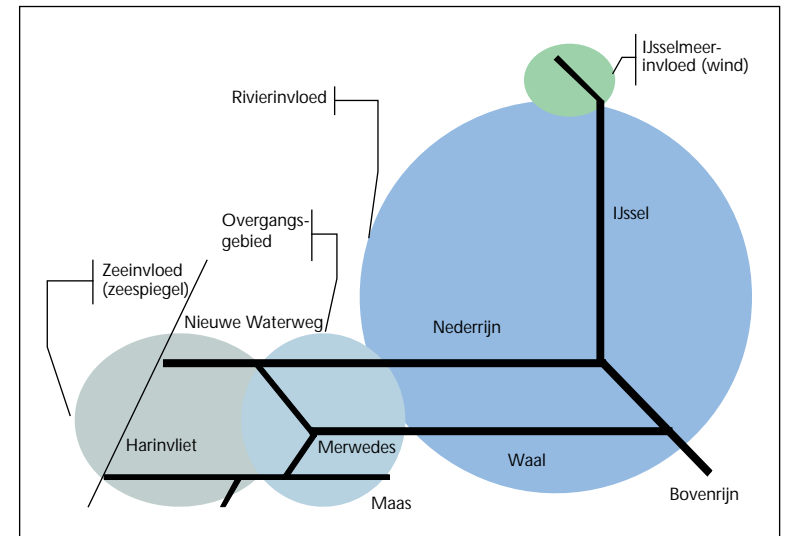 IJsselmeer-
invloed (wind)
Rivierinvloed
IJssel
Overgangs-
gebied
Zeeinvloed
(zeespiegel)
Nieuwe Waterweg
Nederrijn
Harinvliet
Merwedes
Waal
Maas
Bovenrijn